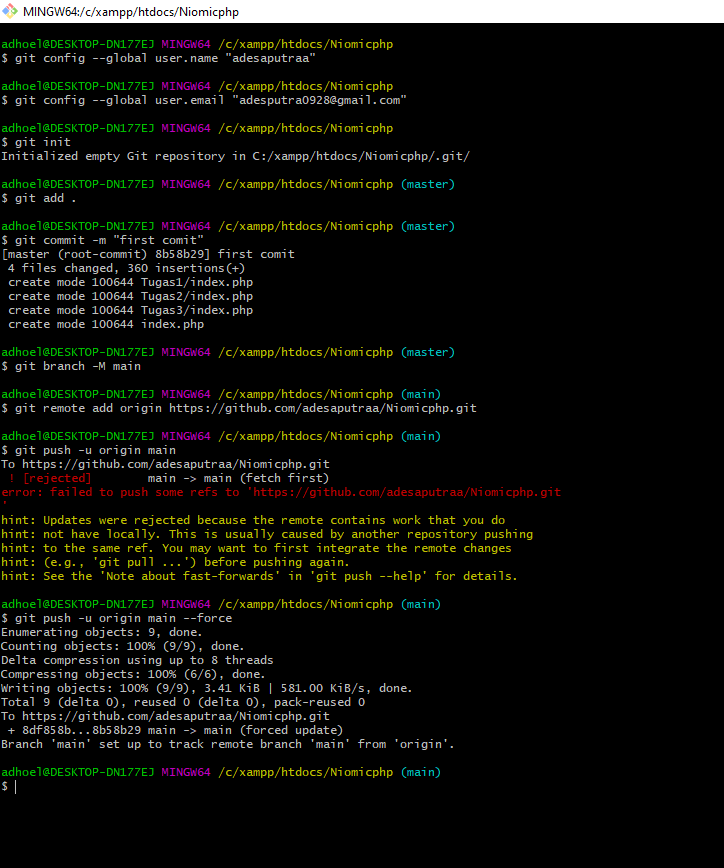 MINGW64:/c/xampp/htdocs/Niomicphp
adhoel@DESKTOP-DN177EJ MINGW64 /c/xampp/htdocs/Niomicphp
$ git config --global user.name "adesaputraa"
adhoel@DESKTOP-DN177EJ MINGW64 /c/xampp/htdocs/Niomicphp
$ git config --global user.email "adesputra0928@gmail.com"
adhoel@DESKTOP-DN177EJ MINGW64 /c/xampp/htdocs/Niomicphp
$ git init
Initialized empty Git repository in C:/xampp/htdocs/Niomicphp/.git/
adhoel@DESKTOP-DN177EJ MINGW64 /c/xampp/htdocs/Niomicphp (master)
$ git add .
adhoel@DESKTOP-DN177EJ MINGW64 /c/xampp/htdocs/Niomicphp (master)
$ git commit -m "first comit"
[master (root-commit) 8b58b29] first comit
 4 files changed, 360 insertions(+)
 create mode 100644 Tugas1/index.php
 create mode 100644 Tugas2/index.php
 create mode 100644 Tugas3/index.php
 create mode 100644 index.php
adhoel@DESKTOP-DN177EJ MINGW64 /c/xampp/htdocs/Niomicphp (master)
$ git branch -M main
adhoel@DESKTOP-DN177EJ MINGW64 /c/xampp/htdocs/Niomicphp (main)
$ git remote add origin https://github.com/adesaputraa/Niomicphp.git
adhoel@DESKTOP-DN177EJ MINGW64 /c/xampp/htdocs/Niomicphp (main)
$ git push -u origin main
To https://github.com/adesaputraa/Niomicphp.git
 ! [rejected]        main -> main (fetch first)
error: failed to push some refs to 'https://github.com/adesaputraa/Niomicphp.git
'
hint: Updates were rejected because the remote contains work that you do
hint: not have locally. This is usually caused by another repository pushing
hint: to the same ref. You may want to first integrate the remote changes
hint: (e.g., 'git pull ...') before pushing again.
hint: See the 'Note about fast-forwards' in 'git push --help' for details.
adhoel@DESKTOP-DN177EJ MINGW64 /c/xampp/htdocs/Niomicphp (main)
$ git push -u origin main --force
Enumerating objects: 9, done.
Counting objects: 100% (9/9), done.
Delta compression using up to 8 threads
Compressing objects: 100% (6/6), done.
Writing objects: 100% (9/9), 3.41 KiB | 581.00 KiB/s, done.
Total 9 (delta 0), reused 0 (delta 0), pack-reused 0
To https://github.com/adesaputraa/Niomicphp.git
 + 8df858b...8b58b29 main -> main (forced update)
Branch 'main' set up to track remote branch 'main' from 'origin'.
adhoel@DESKTOP-DN177EJ MINGW64 /c/xampp/htdocs/Niomicphp (main)
$